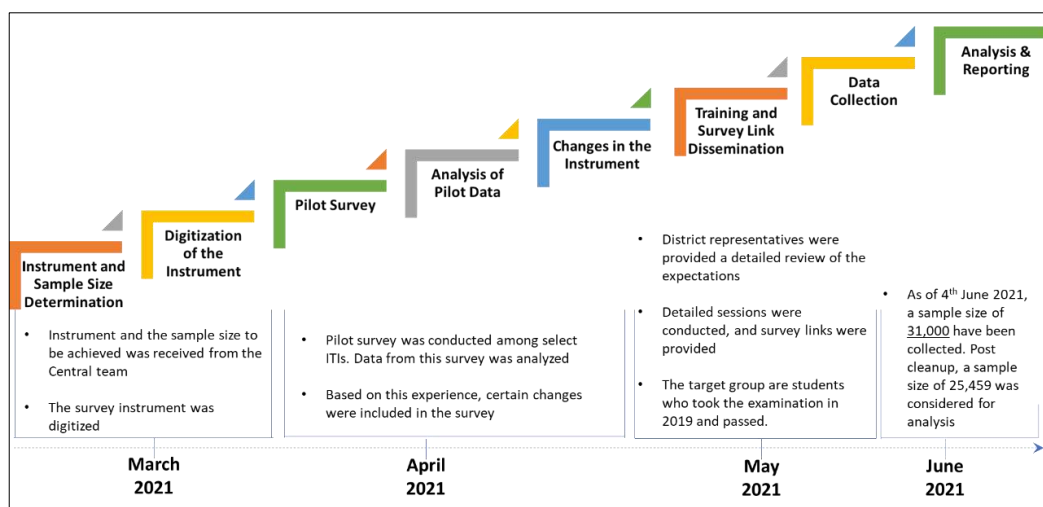 Instrument and
Sample Size
Determination
Digitization
of the
Instrument
Pilot Survey
Analysis of
Pilot Data
Changes in the
Instrument
Training and
Survey Link
Dissemination
Data
Collection
Analysis &
Reporting
• Instrument and the sample size to
be achieved was received from the
Central team
• The survey instrument was
digitized
• Pilot survey was conducted among select
ITIs. Data from this survey was analyzed
• Based on this experience, certain changes
were included in the survey
• District representatives were
provided a detailed review of the
expectations
• Detailed sessions were
conducted, and survey links were
provided
• The target group are students
who took the examination in
2019 and passed.
• As of 4th June 2021,
a sample size of
31,000 have been
collected. Post
cleanup, a sample
size of 25,459 was
considered for
analysis
March
2021
April
2021
May
2021
June
2021